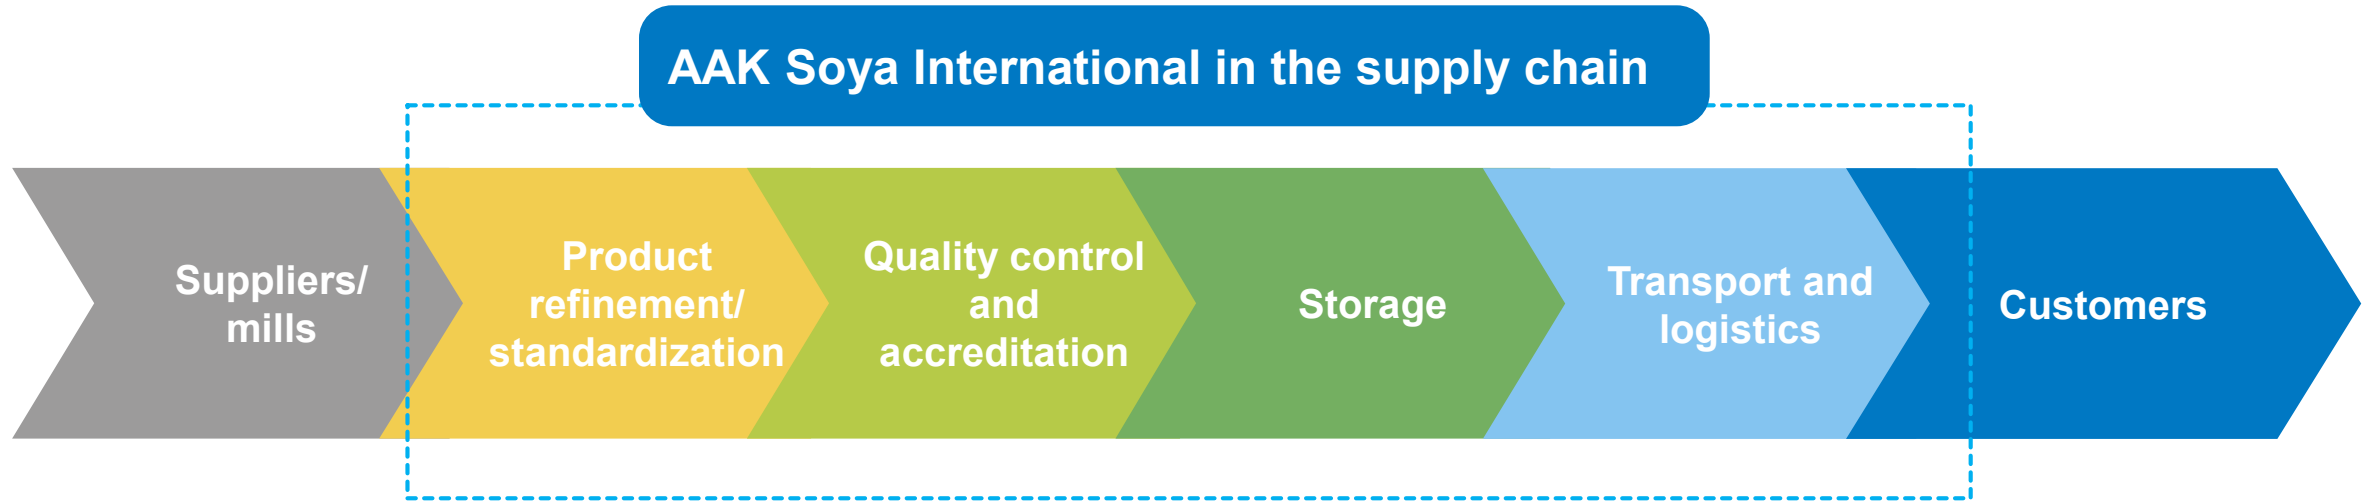 AAK Soya International in the supply chain
Suppliers/
mills
Product
refinement/
standardization
Quality control
and
accreditation
Storage
Transport and
logistics
Customers